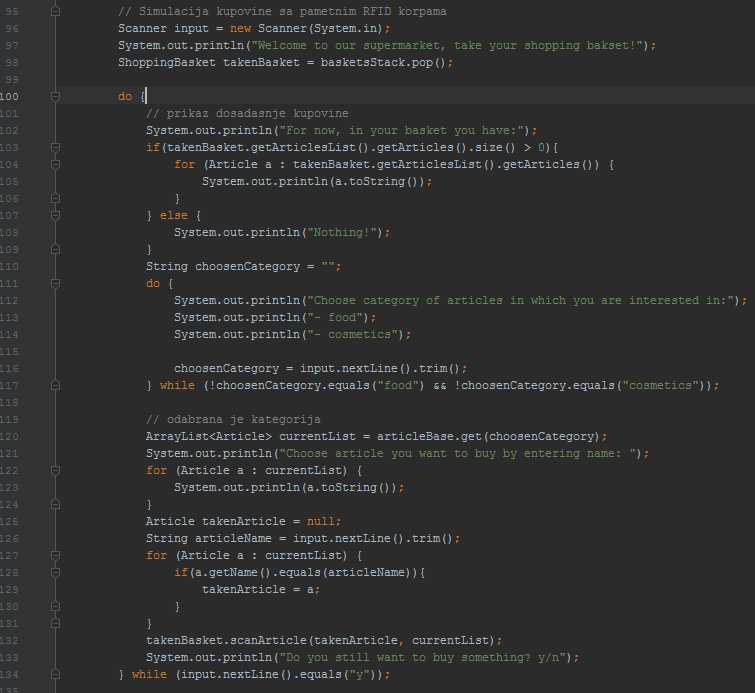 95 // Simulacija kupovine sa pametnim RFID korpama
96 Scanner input = new Scanner(System.in);
97 System.out.println("Welcome to our supermarket, take your shopping bakset!");
98 ShoppingBasket takenBasket = basketsStack.pop();
99
100 do {
101 // prikaz dosadasnje kupovine
102 System.out.println("For now, in your basket you have:");
103 if(takenBasket.getArticlesList().getArticles().size() > 0){
104 for (Article a : takenBasket.getArticlesList().getArticles()) {
105 System.out.println(a.toString());
106 }
107 } else {
108 System.out.println("Nothing!");
109 }
110 String choosenCategory = "";
111 do {
112 System.out.println("Choose category of articles in which you are interested in:");
113 System.out.println("- food");
114 System.out.println("- cosmetics");
115
116 choosenCategory = input.nextLine().trim();
117 } while (!choosenCategory.equals("food") && !choosenCategory.equals("cosmetics"));
118
119 // odabrana je kategorija
120 ArrayList<Article> currentList = articleBase.get(choosenCategory);
121 System.out.println("Choose article you want to buy by entering name: ");
122 for (Article a : currentList) {
123 System.out.println(a.toString());
124 }
125 Article takenArticle = null;
126 String articleName = input.nextLine().trim();
127 for (Article a : currentList) {
128 if(a.getName().equals(articleName)){
129 takenArticle = a;
130 }
131 }
132 takenBasket.scanArticle(takenArticle, currentList);
133 System.out.println("Do you still want to buy something? y/n");
134 } while (input.nextLine().equals("y"));
135